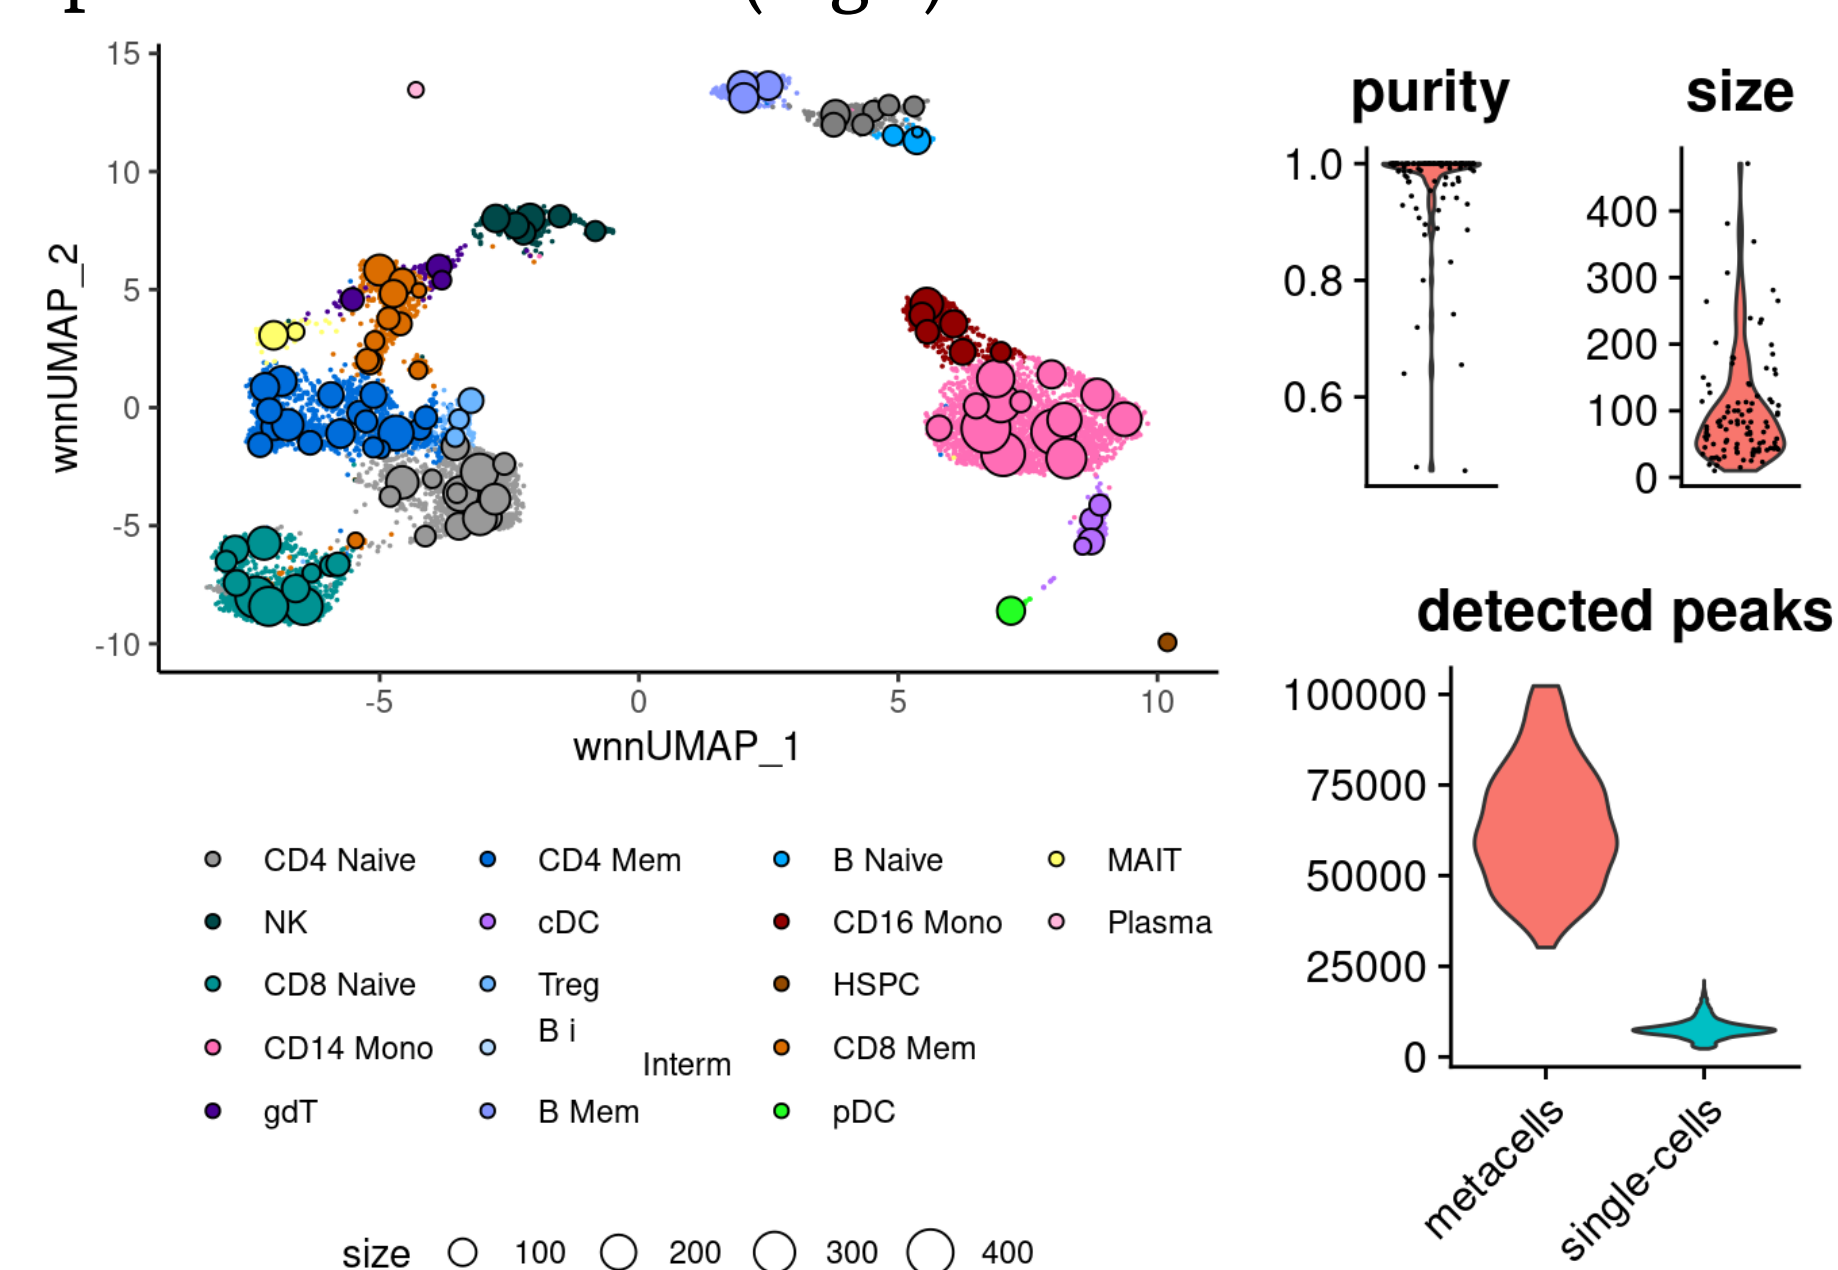 15
10
5
0
-5
-10
wnnUMAP_2
-5
0
5
10
wnnUMAP_1
purity
1.0
0.8
0.6
size
400
300
200
100
0
detected peaks
100000
75000
50000
25000
0
metacells
single-cells
CD4 Naive
CD4 Mem
B Naive
MAIT
NK
cDC
CD16 Mono
Plasma
CD8 Naive
Treg
HSPC
CD14 Mono
B i
Interm
CD8 Mem
gdT
B Mem
pDC
size
100
200
300
400